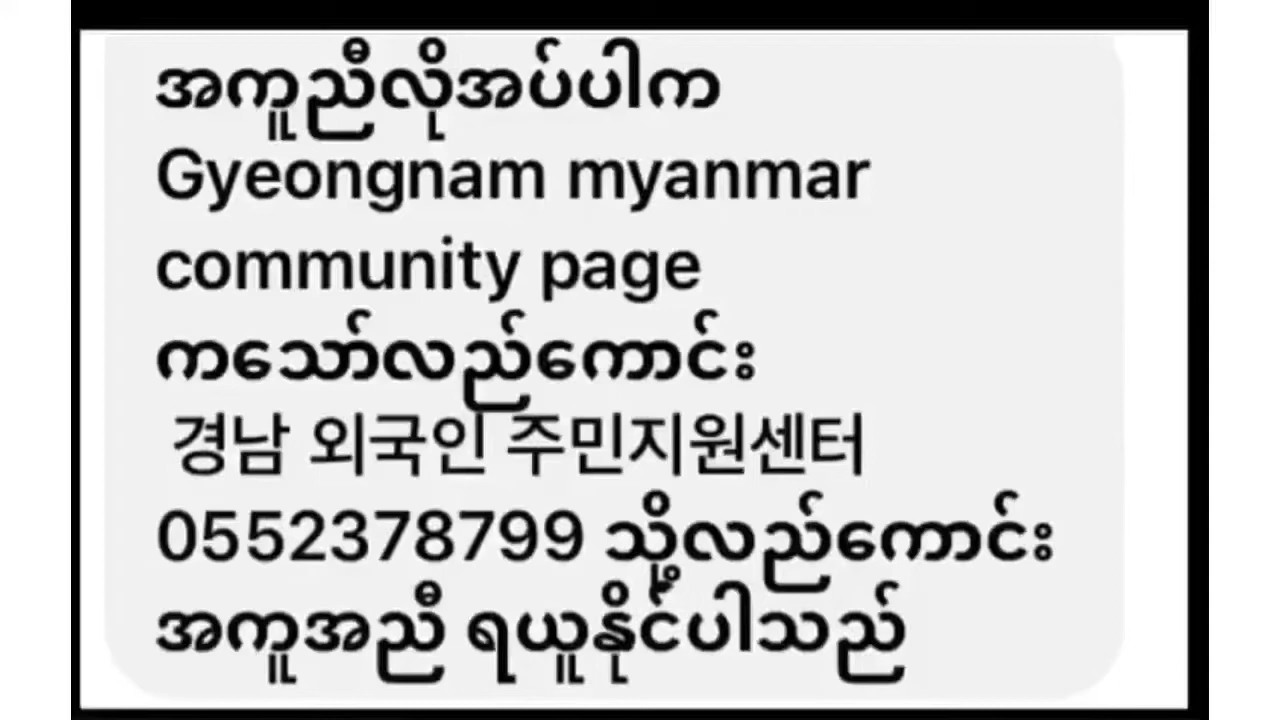 အကူညီလိုအပ်ပါက
Gyeongnam myanmar
community page
ကသော်လည်ကောင်း
경남 외국인 주민지원센터
0552378799 သို့လည်ကောင်း
အကူအညီ ရယူနိုင်ပါသည်